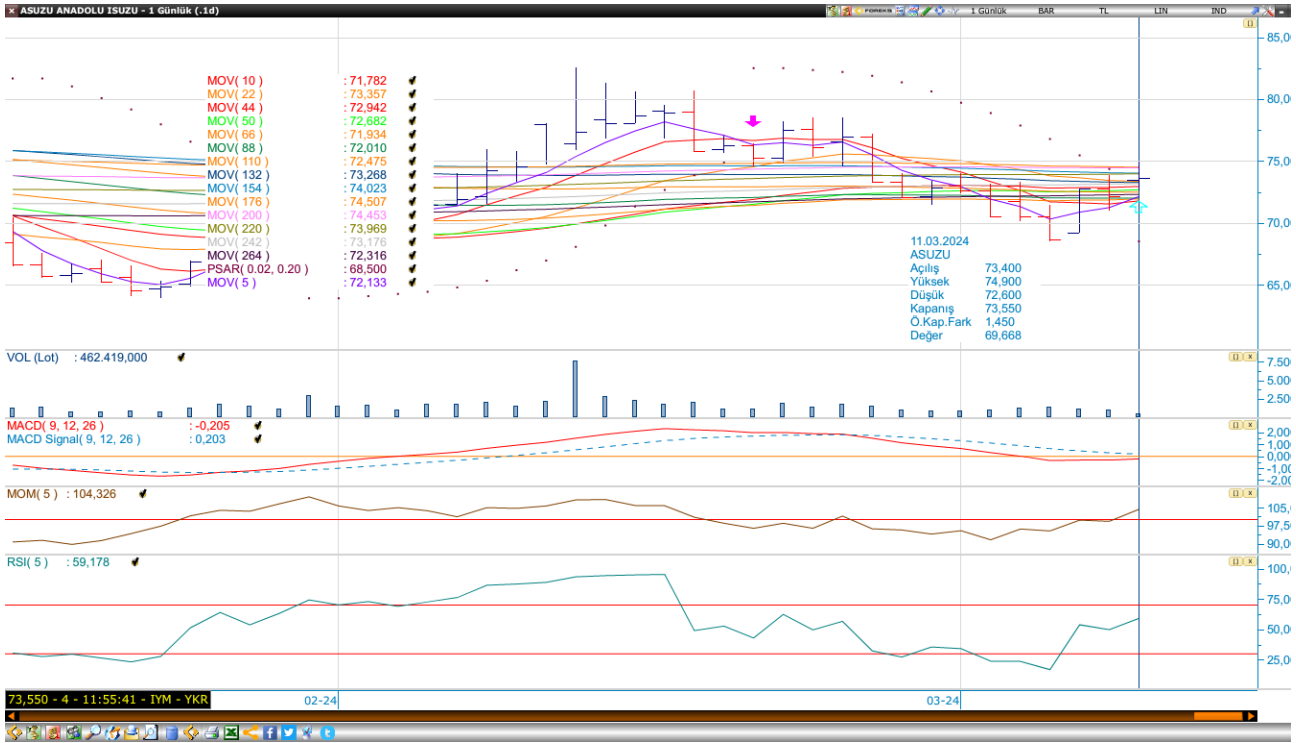 ASUZU ANADOLU ISUZU - 1 Günlük (.1d)
FOREKS 1 Günlük BAR TL LIN IND
85,0
80,00
75,00
70,00
65,00
MOV( 10 ) : 71,782
MOV( 22 ) : 73,357
MOV( 44 ) : 72,942
MOV( 50 ) : 72,682
MOV( 66 ) : 71,934
MOV( 88 ) : 72,010
MOV( 110 ) : 72,475
MOV( 132 ) : 73,268
MOV( 154 ) : 74,023
MOV( 176 ) : 74,507
MOV( 200 ) : 74,453
MOV( 220 ) : 73,969
MOV( 242 ) : 73,176
MOV( 264 ) : 72,316
PSAR( 0.02, 0.20 ) : 68,500
MOV( 5 ) : 72,133
11.03.2024
ASUZU
Açılış 73,400
Yüksek 74,900
Düşük 72,600
Kapanış 73,550
Ö.Kap.Fark 1,450
Değer 69,668
VOL (Lot) : 462.419,000
7.500
5.000
2.500
MACD( 9, 12, 26 ) : -0,205
MACD Signal( 9, 12, 26 ) : 0,203
2,00
1,00
0,00
-1,00
-2,00
MOM( 5 ) : 104,326
105,0
97,50
90,00
RSI( 5 ) : 59,178
100,0
75,00
50,00
25,00
73,550 - 4 - 11:55:41 - IYM - YKR
02-24
03-24